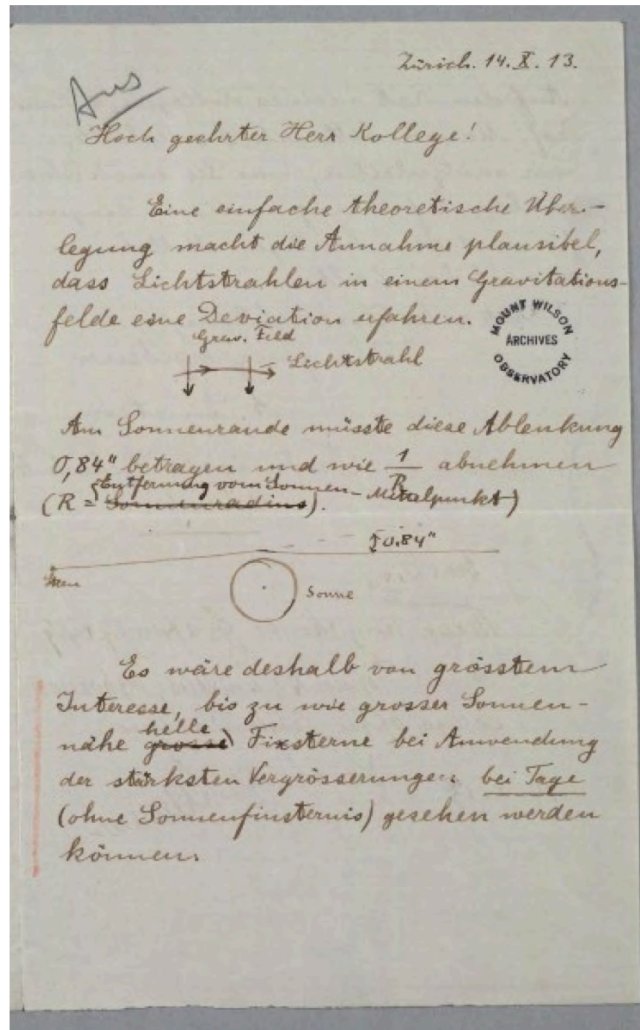 Zürich. 14. X. 13.
Aus
Hoch geehrter Herr Kollege!
Eine einfache theoretische Über-
legung macht die Annahme plausibel,
dass Lichtstrahlen in einem Gravitations-
felde eine Deviation erfahren.
MOUNT WILSON
ARCHIVES
OBSERVATORY
Grav. Feld
Lichtstrahl
Am Sonnenrande müsste diese Ablenkung
0,84" betragen und wie 1/R abnehmen
(R = Sonnenradius Entfernung vom Sonnen-Mittelpunkt).
0.84"
Sonne
Es wäre deshalb von grösstem
Interesse, bis zu wie grosser Sonnen-
nähe grosse helle Fixsterne bei Anwendung
der stärksten Vergrösserungen bei Tage
(ohne Sonnenfinsternis) gesehen werden
können.